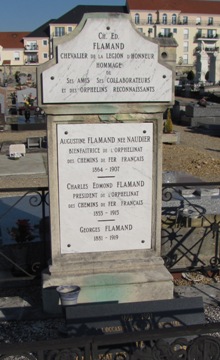 Ch. Ed.
FLAMAND
Chevalier de la Légion d'Honneur
Hommage
de
Ses Amis Ses Collaborateurs
et des Orphelins Reconnaissants
Augustine FLAMAND née NAUDIER
Bienfaitrice de l'Orphelinat
des Chemins de Fer Français
1864 - 1907
Charles Edmond FLAMAND
Président de l'Orphelinat
des Chemins de Fer Français
1855 - 1915
Georges FLAMAND
1881 - 1919